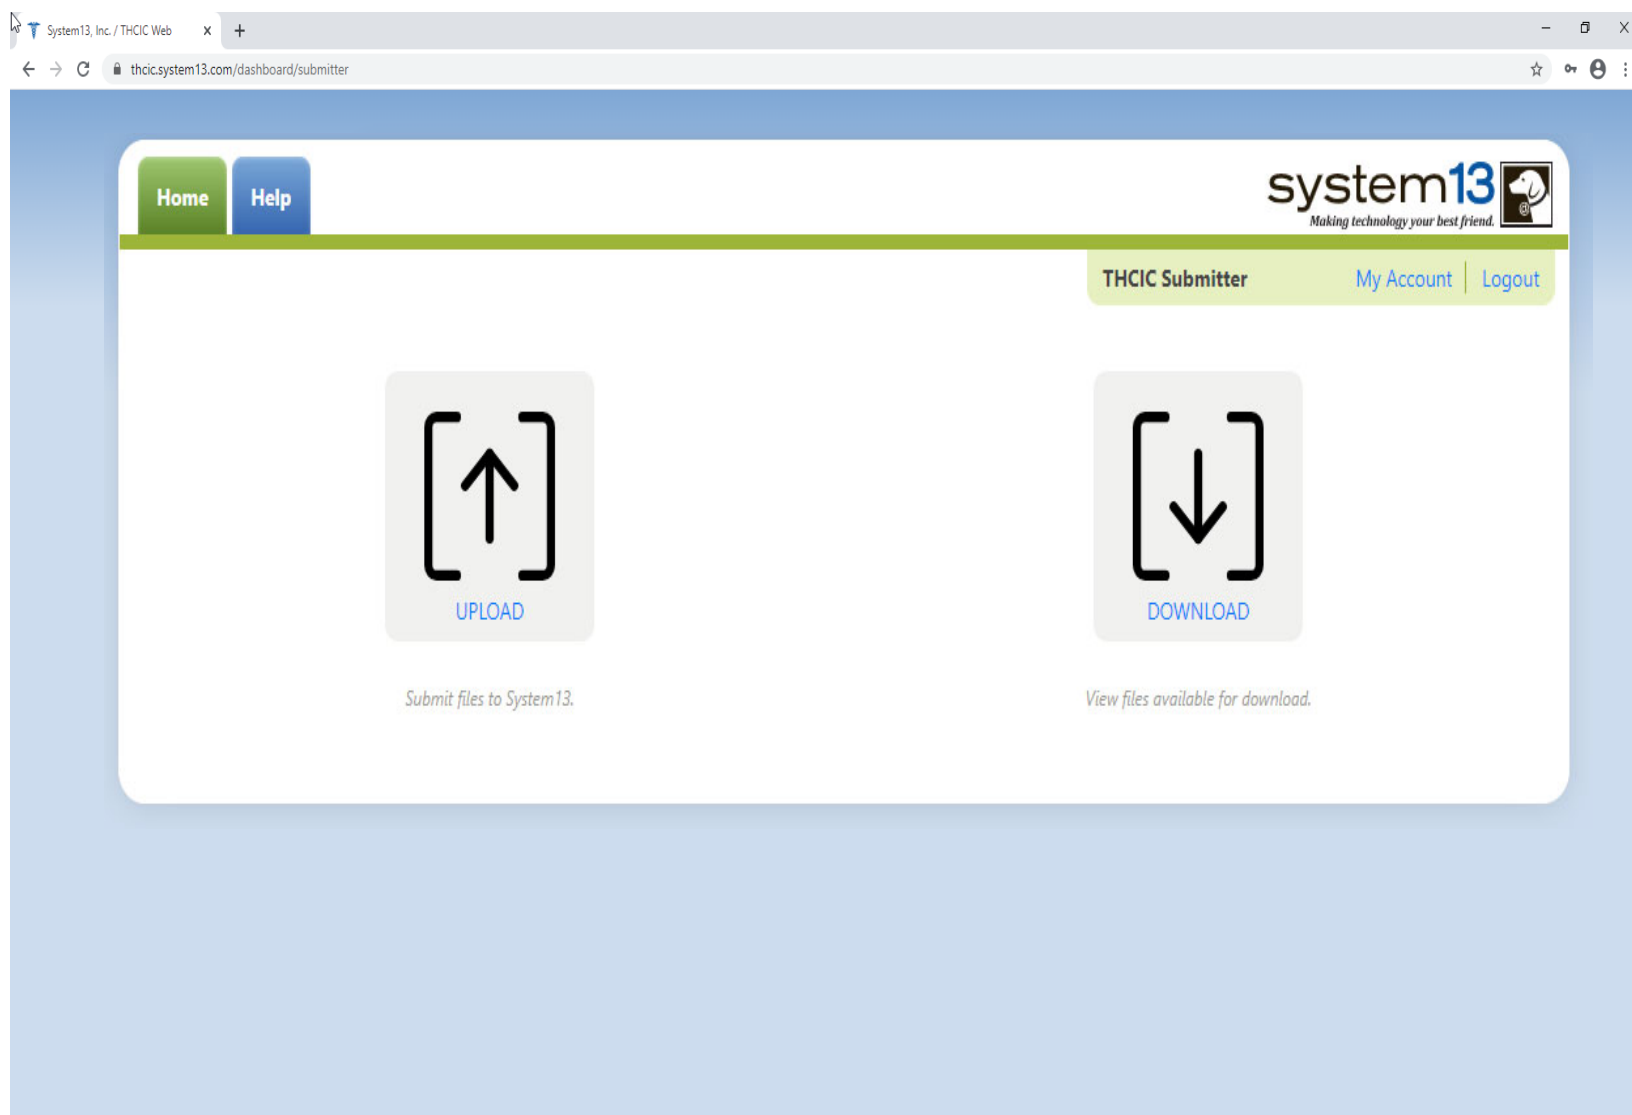 System13, Inc. / THCIC Web
thcic.system13.com/dashboard/submitter
Home Help
system13
Making technology your best friend.
@
THCIC Submitter My Account Logout
UPLOAD DOWNLOAD
Submit files to System13. View files available for download.